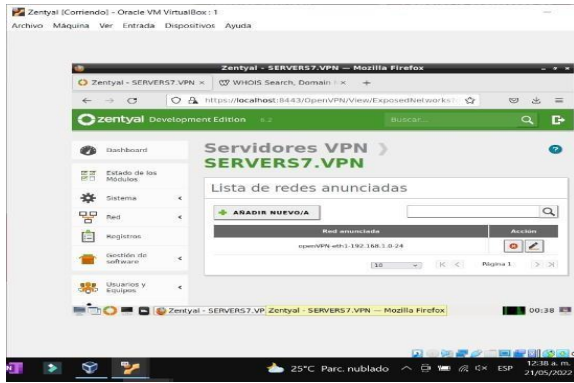 Zentyal [Corriendo] - Oracle VM VirtualBox : 1
Archivo Máquina Ver Entrada Dispositivos Ayuda
Zentyal - SERVERS7.VPN — Mozilla Firefox
Zentyal - SERVERS7.VPN × WHOIS Search, Domain × +
https://localhost:8443/OpenVPN/View/ExposedNetworks
zentyal Development Edition 6.2 Buscar...
Dashboard
Estado de los Módulos
Sistema
Red
Registros
Gestión de software
Usuarios y Equipos
Servidores VPN
SERVERS7.VPN
Lista de redes anunciadas
AÑADIR NUEVO/A
Red anunciada Acción
openVPN-eth1-192.168.1.0-24
10 Página 1
Zentyal - SERVERS7.VP Zentyal - SERVERS7.VPN — Mozilla Firefox 00:38
25°C Parc. nublado ESP 12:38 a. m.
21/05/2022